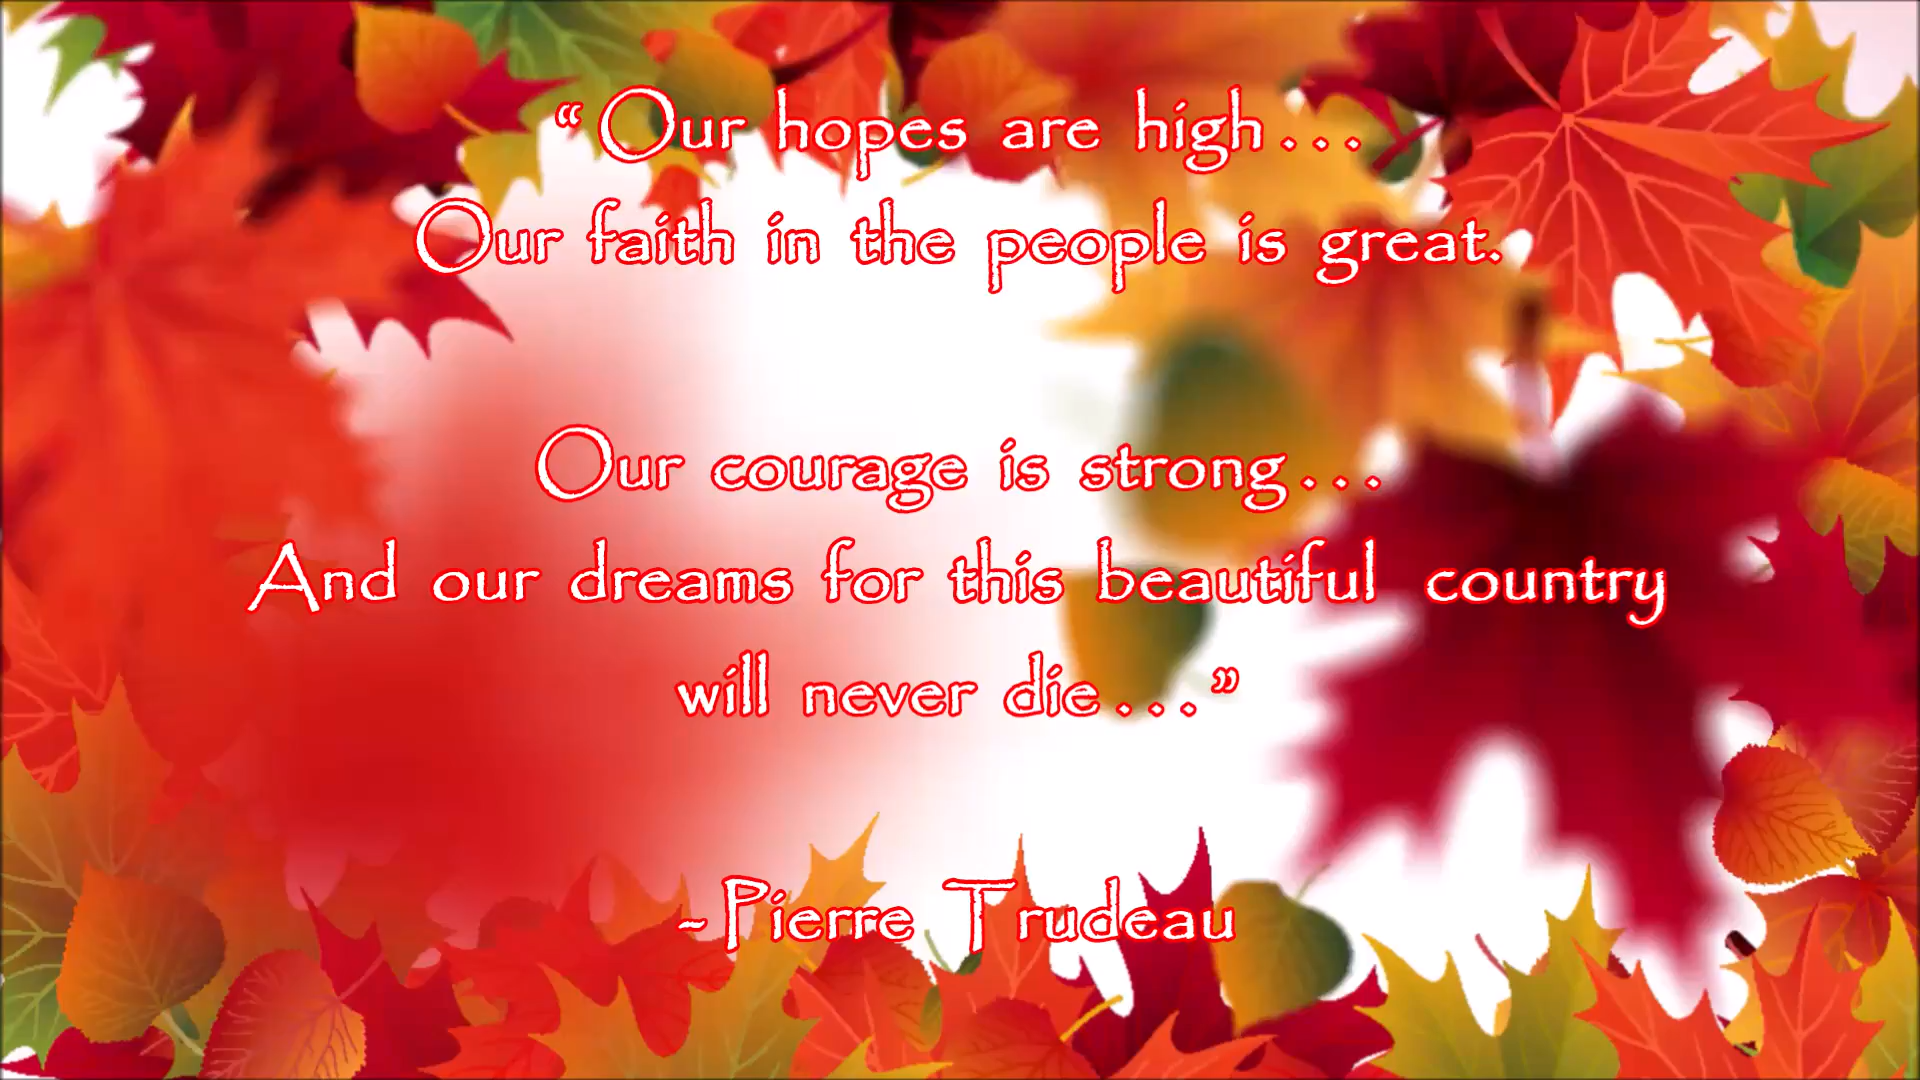 “Our hopes are high...
Our faith in the people is great.
Our courage is strong...
And our dreams for this beautiful country
will never die...”
-Pierre Trudeau